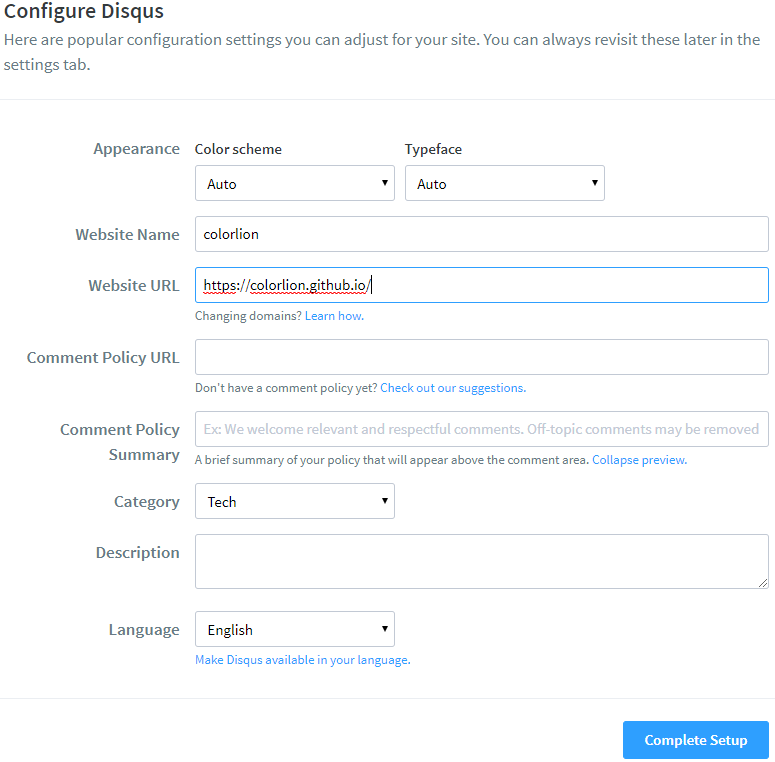 Configure Disqus
Here are popular configuration settings you can adjust for your site. You can always revisit these later in the
settings tab.
Appearance
Color scheme
Typeface
Auto
Auto
Website Name
colorlion
Website URL
https://colorlion.github.io/
Changing domains? Learn how.
Comment Policy URL
Don't have a comment policy yet? Check out our suggestions.
Comment Policy
Summary
Ex: We welcome relevant and respectful comments. Off-topic comments may be removed
A brief summary of your policy that will appear above the comment area. Collapse preview.
Category
Tech
Description
Language
English
Make Disqus available in your language.
Complete Setup